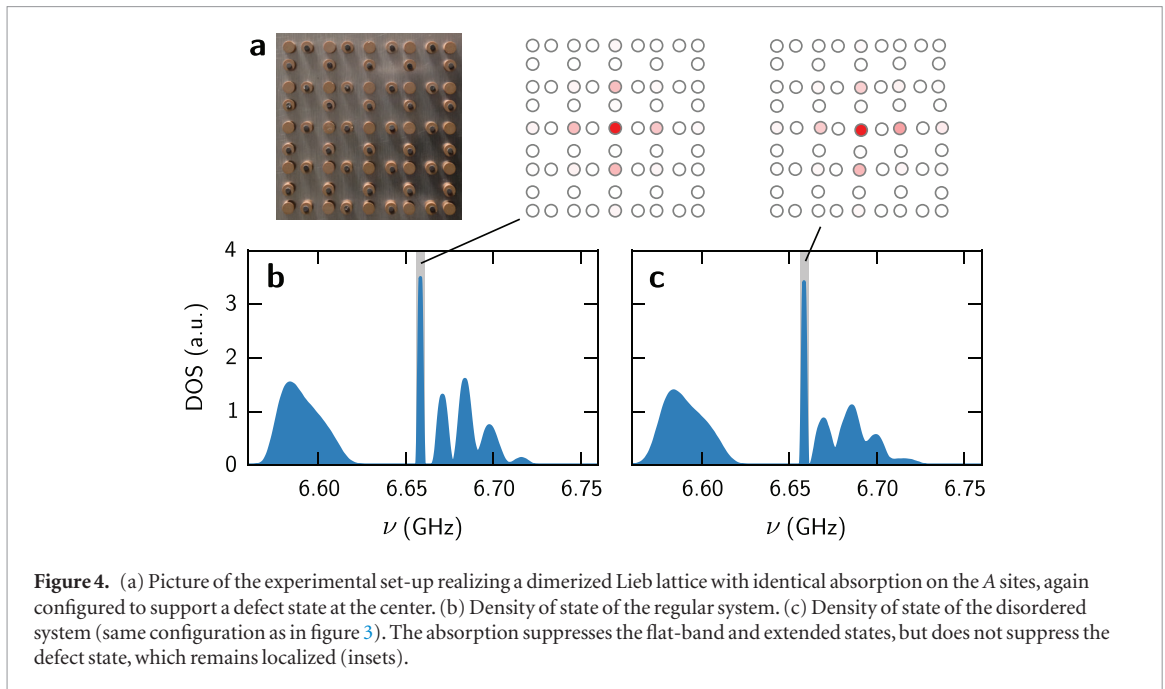 a
4
3
2
1
0
DOS (a.u.)
b
6.60
6.65
6.70
6.75
ν (GHz)
c
6.60
6.65
6.70
6.75
ν (GHz)
Figure 4. (a) Picture of the experimental set-up realizing a dimerized Lieb lattice with identical absorption on the A sites, again
configured to support a defect state at the center. (b) Density of state of the regular system. (c) Density of state of the disordered
system (same configuration as in figure 3). The absorption suppresses the flat-band and extended states, but does not suppress the
defect state, which remains localized (insets).